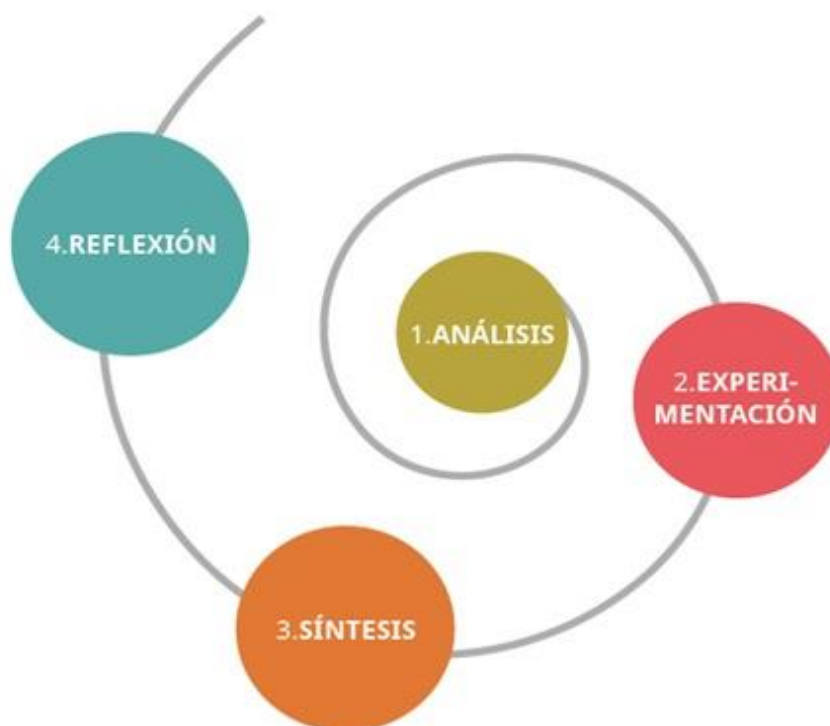 1.ANÁLISIS
2.EXPERI-
MENTACIÓN
3.SÍNTESIS
4.REFLEXIÓN